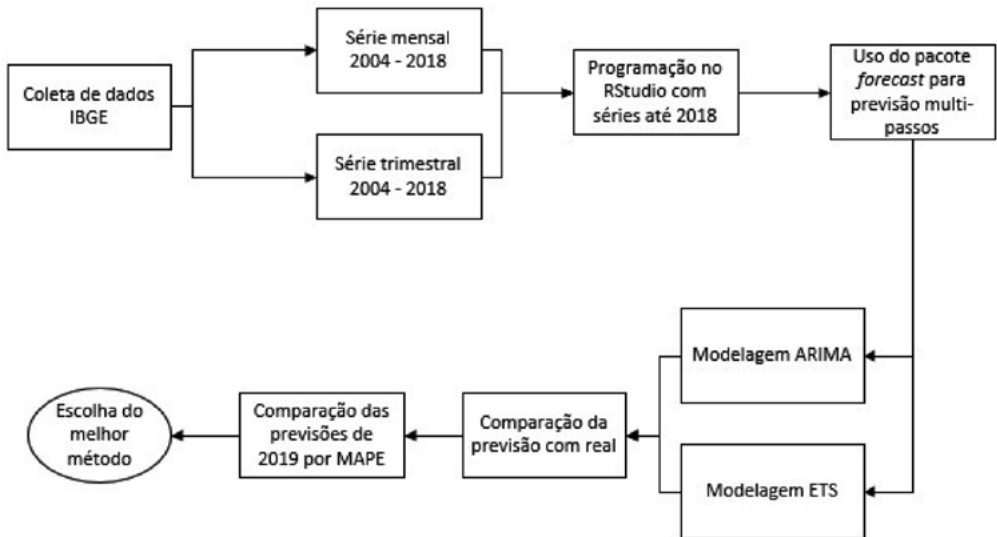 Coleta de dados
IBGE
Série mensal
2004 - 2018
Série trimestral
2004 - 2018
Programação no
RStudio com
séries até 2018
Uso do pacote
forecast para
previsão multi-
passos
Modelagem ARIMA
Modelagem ETS
Comparação da
previsão com real
Comparação das
previsões de
2019 por MAPE
Escolha do
melhor
método